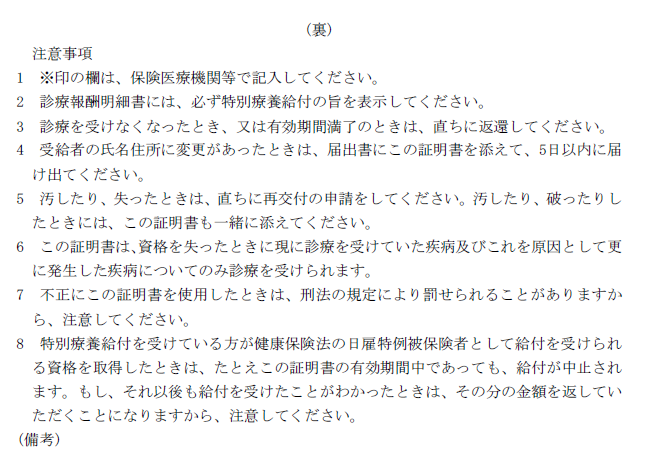 （裏）
注意事項
1　※印の欄は、保険医療機関等で記入してください。
2　診療報酬明細書には、必ず特別療養給付の旨を表示してください。
3　診療を受けなくなったとき、又は有効期間満了のときは、直ちに返還してください。
4　受給者の氏名住所に変更があったときは、届出書にこの証明書を添えて、5日以内に届
け出てください。
5　汚したり、失ったときは、直ちに再交付の申請をしてください。汚したり、破ったりし
たときには、この証明書も一緒に添えてください。
6　この証明書は、資格を失ったときに現に診療を受けていた疾病及びこれを原因として更
に発生した疾病についてのみ診療を受けられます。
7　不正にこの証明書を使用したときは、刑法の規定により罰せられることがありますか
ら、注意してください。
8　特別療養給付を受けている方が健康保険法の日雇特例被保険者として給付を受けられ
る資格を取得したときは、たとえこの証明書の有効期間中であっても、給付が中止され
ます。もし、それ以後も給付を受けたことがわかったときは、その分の金額を返してい
ただくことになりますから、注意してください。
（備考）